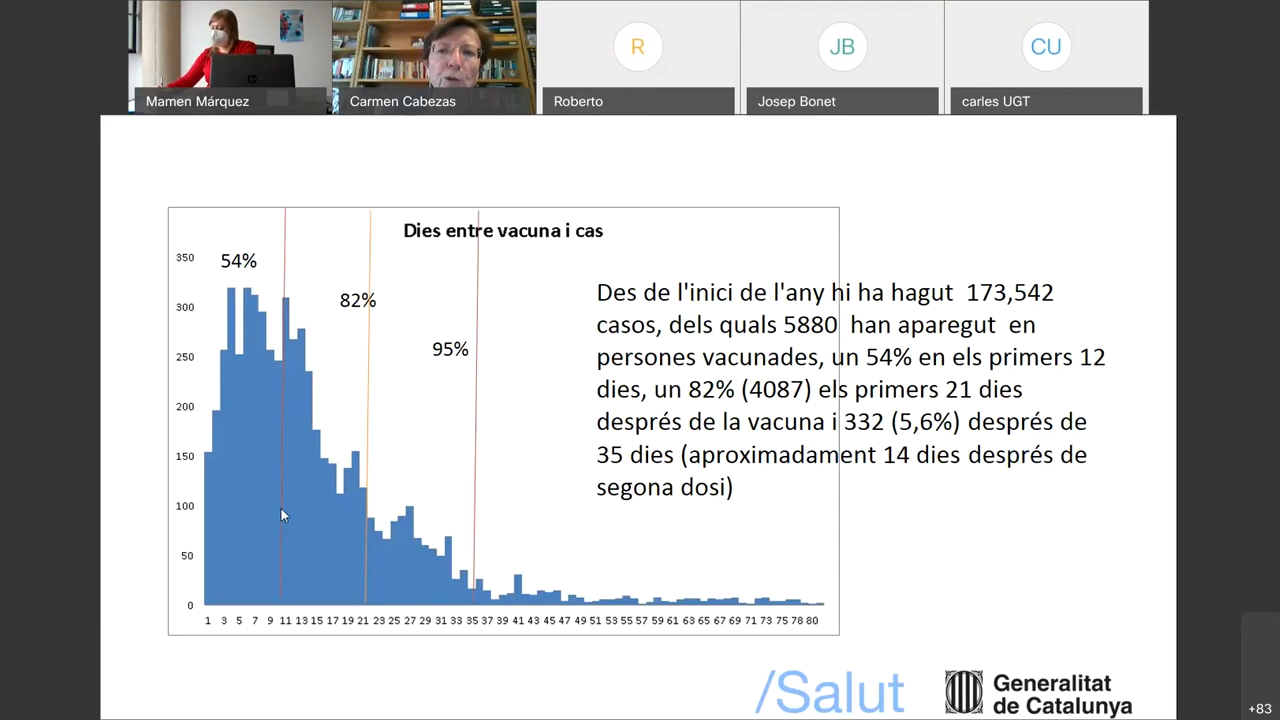 Mamen Márquez
Carmen Cabezas
R
Roberto
JB
Josep Bonet
CU
carles UGT
Dies entre vacuna i cas
350
300
250
200
150
100
50
0
54%
82%
95%
1 3 5 7 9 11 13 15 17 19 21 23 25 27 29 31 33 35 37 39 41 43 45 47 49 51 53 55 57 59 61 63 65 67 69 71 73 75 78 80
Des de l'inici de l'any hi ha hagut 173,542
casos, dels quals 5880 han aparegut en
persones vacunades, un 54% en els primers 12
dies, un 82% (4087) els primers 21 dies
després de la vacuna i 332 (5,6%) després de
35 dies (aproximadament 14 dies després de
segona dosi)
/Salut
Generalitat
de Catalunya
+83